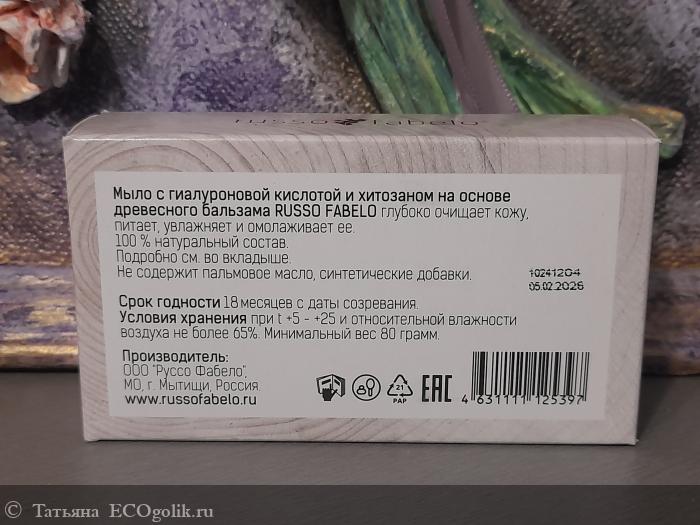 russo fabelo
Мыло с гиалуроновой кислотой и хитозаном на основе
древесного бальзама RUSSO FABELO глубоко очищает кожу,
питает, увлажняет и омолаживает ее.
100 % натуральный состав.
Подробно см. во вкладыше.
Не содержит пальмовое масло, синтетические добавки.
10241204
05.02.2026
Срок годности 18 месяцев с даты созревания.
Условия хранения при t +5 - +25 и относительной влажности
воздуха не более 65%. Минимальный вес 80 грамм.
Производитель:
ООО "Руссо Фабело",
МО, г. Мытищи, Россия.
www.russofabelo.ru
21
PAP
EAC
4 631111 125397
© Татьяна ECOgolik.ru